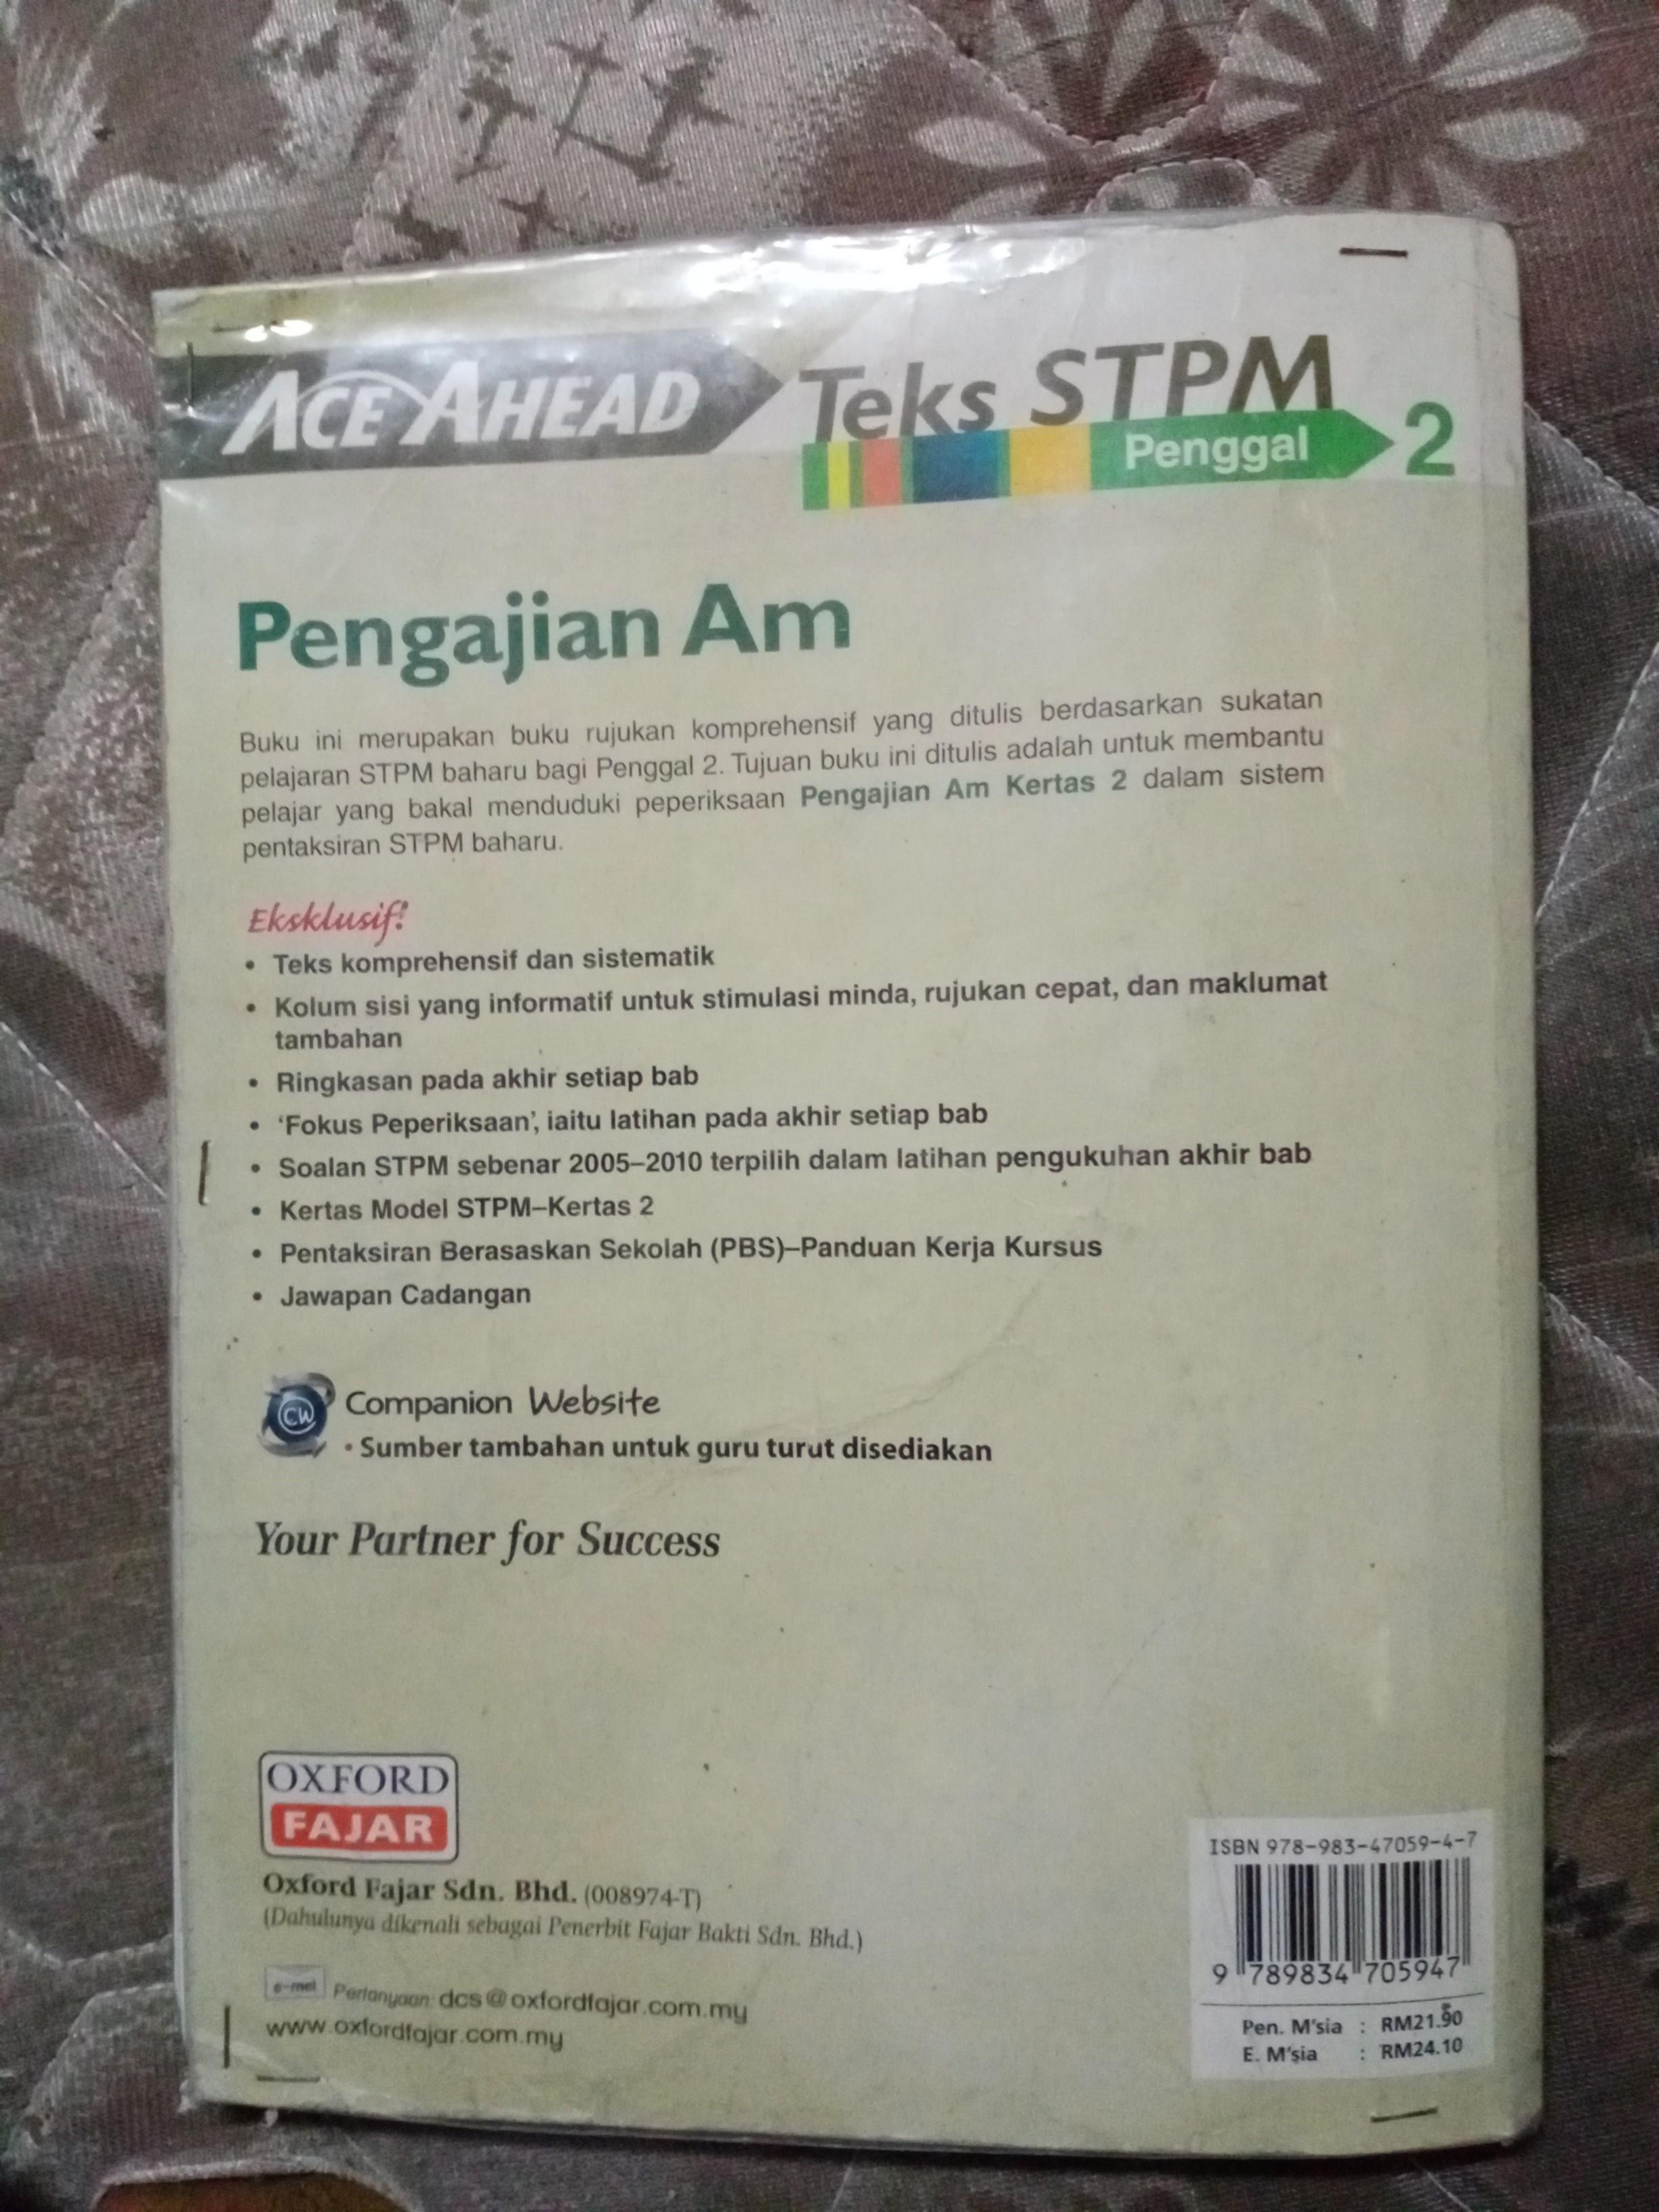 ACE AHEAD Teks STPM
Penggal 2
Pengajian Am
Buku ini merupakan buku rujukan komprehensif yang ditulis berdasarkan sukatan
pelajaran STPM baharu bagi Penggal 2. Tujuan buku ini ditulis adalah untuk membantu
pelajar yang bakal menduduki peperiksaan Pengajian Am Kertas 2 dalam sistem
pentaksiran STPM baharu.
Eksklusif!
• Teks komprehensif dan sistematik
• Kolum sisi yang informatif untuk stimulasi minda, rujukan cepat, dan maklumat
tambahan
• Ringkasan pada akhir setiap bab
• ‘Fokus Peperiksaan’, iaitu latihan pada akhir setiap bab
• Soalan STPM sebenar 2005–2010 terpilih dalam latihan pengukuhan akhir bab
• Kertas Model STPM–Kertas 2
• Pentaksiran Berasaskan Sekolah (PBS)–Panduan Kerja Kursus
• Jawapan Cadangan
CW Companion Website
• Sumber tambahan untuk guru turut disediakan
Your Partner for Success
OXFORD
FAJAR
Oxford Fajar Sdn. Bhd. (008974-T)
(Dahulunya dikenali sebagai Penerbit Fajar Bakti Sdn. Bhd.)
e-mel Pertanyaan: dcs@oxfordfajar.com.my
www.oxfordfajar.com.my
ISBN 978-983-47059-4-7
9 789834 705947
Pen. M'sia : RM21.90
E. M'sia : RM24.10